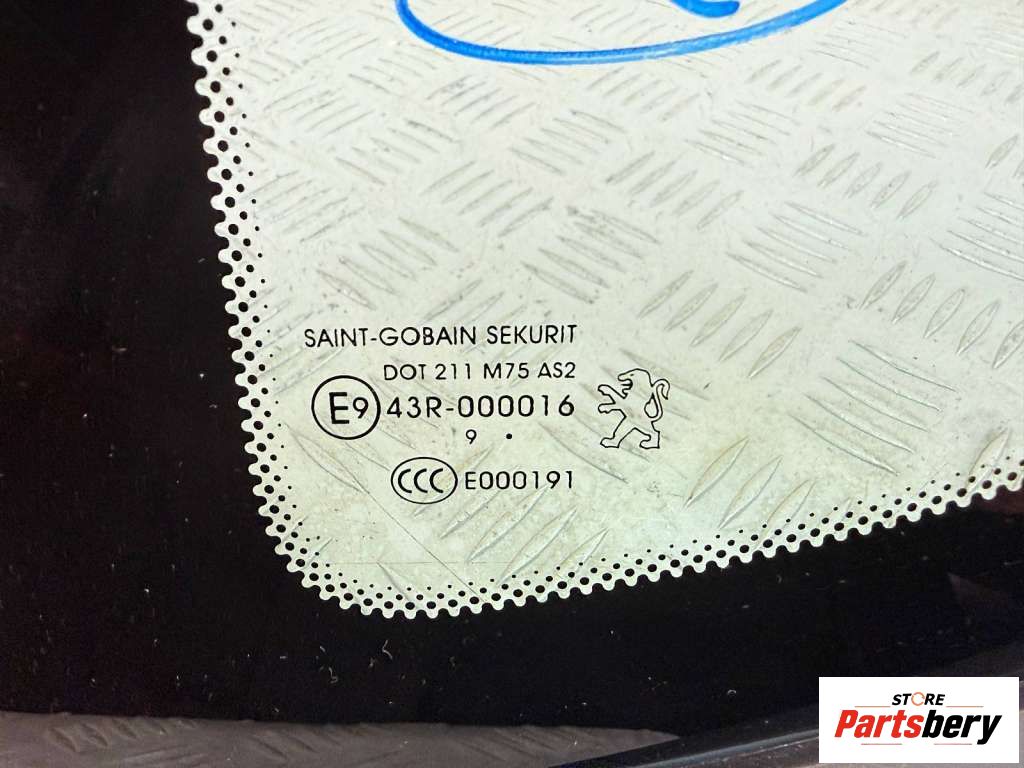 SAINT-GOBAIN SEKURIT
DOT 211 M75 AS2
E9 43R-000016
9 •
CCC E000191
STORE
Partsbery